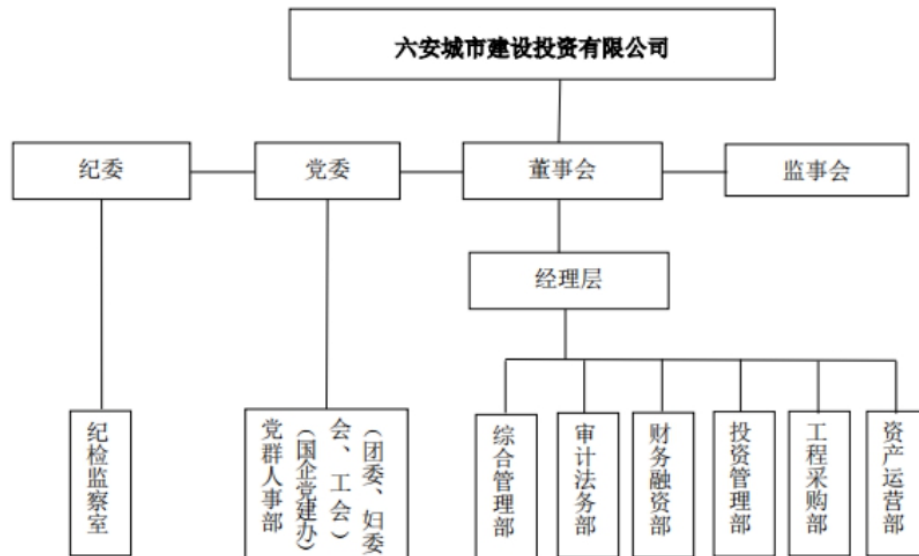 六安城市建设投资有限公司
纪委
党委
董事会
监事会
经理层
纪检监察室
党群人事部
（国企党建办）
（团委、妇委
会、工会）
综合管理部
审计法务部
财务融资部
投资管理部
工程采购部
资产运营部